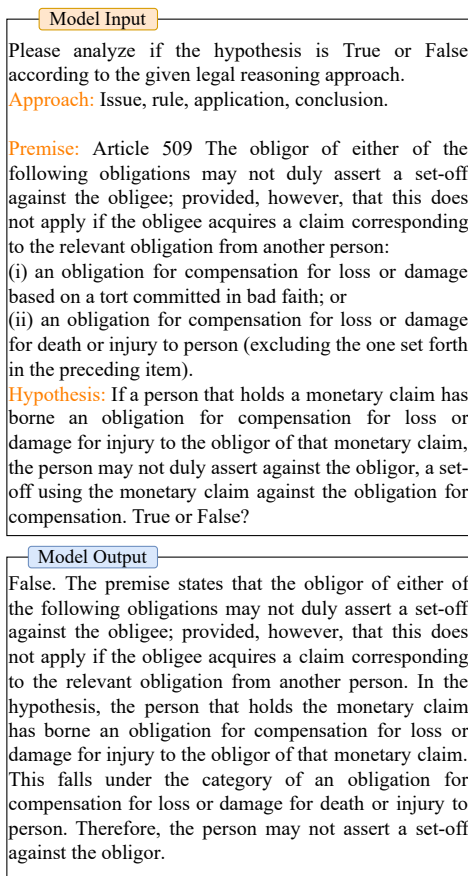 Model Input
Please analyze if the hypothesis is True or False
according to the given legal reasoning approach.
Approach: Issue, rule, application, conclusion.
Premise: Article 509 The obligor of either of the
following obligations may not duly assert a set-off
against the obligee; provided, however, that this does
not apply if the obligee acquires a claim corresponding
to the relevant obligation from another person:
(i) an obligation for compensation for loss or damage
based on a tort committed in bad faith; or
(ii) an obligation for compensation for loss or damage
for death or injury to person (excluding the one set forth
in the preceding item).
Hypothesis: If a person that holds a monetary claim has
borne an obligation for compensation for loss or
damage for injury to the obligor of that monetary claim,
the person may not duly assert against the obligor, a set-
off using the monetary claim against the obligation for
compensation. True or False?
Model Output
False. The premise states that the obligor of either of
the following obligations may not duly assert a set-off
against the obligee; provided, however, that this does
not apply if the obligee acquires a claim corresponding
to the relevant obligation from another person. In the
hypothesis, the person that holds the monetary claim
has borne an obligation for compensation for loss or
damage for injury to the obligor of that monetary claim.
This falls under the category of an obligation for
compensation for loss or damage for death or injury to
person. Therefore, the person may not assert a set-off
against the obligor.